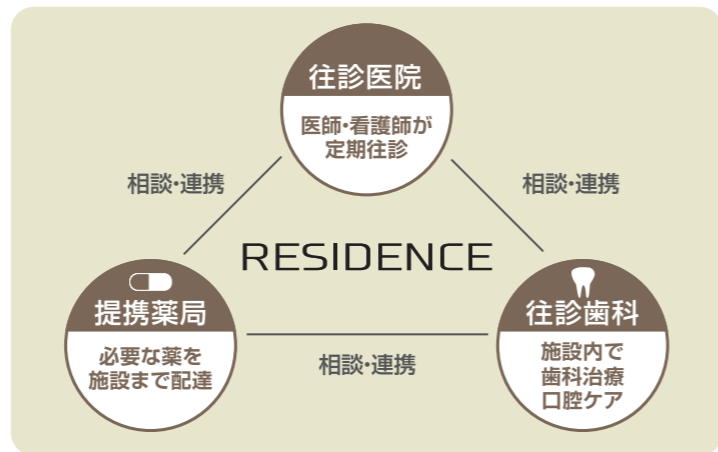 往診医院
医師・看護師が
定期往診
相談・連携
相談・連携
RESIDENCE
提携薬局
必要な薬を
施設まで配達
往診歯科
施設内で
歯科治療
口腔ケア
相談・連携